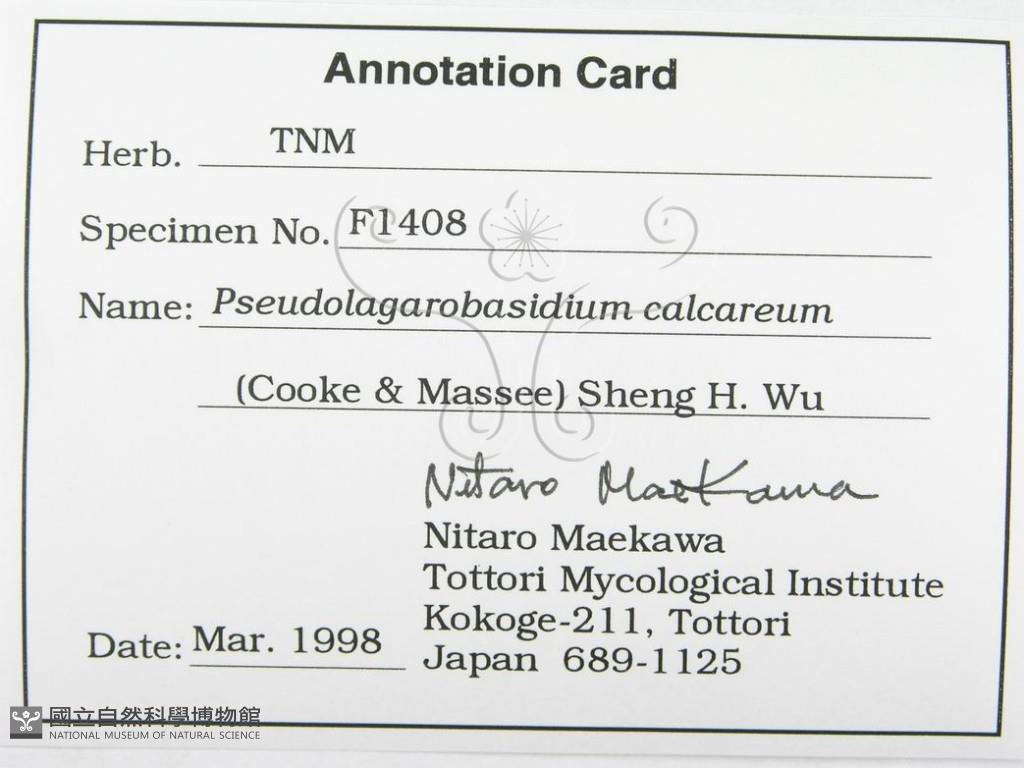 Annotation Card
Herb. TNM
Specimen No. F1408
Name: Pseudolagarobasidium calcareum
(Cooke & Massee) Sheng H. Wu
Nitaro Maekawa
Nitaro Maekawa
Tottori Mycological Institute
Kokoge-211, Tottori
Date: Mar. 1998
Japan 689-1125
國立自然科學博物館
NATIONAL MUSEUM OF NATURAL SCIENCE